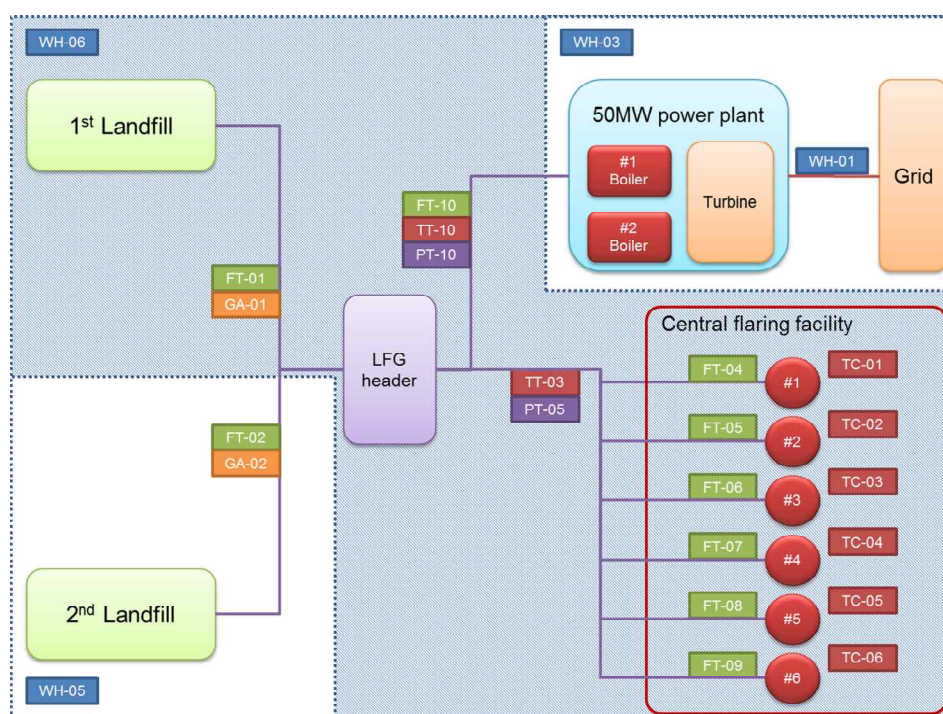 WH-06
WH-03
1st Landfill
50MW power plant
#1
Boiler
#2
Boiler
Turbine
WH-01
Grid
FT-10
TT-10
PT-10
FT-01
GA-01
LFG
header
TT-03
PT-05
FT-02
GA-02
2nd Landfill
WH-05
Central flaring facility
FT-04
#1
TC-01
FT-05
#2
TC-02
FT-06
#3
TC-03
FT-07
#4
TC-04
FT-08
#5
TC-05
FT-09
#6
TC-06